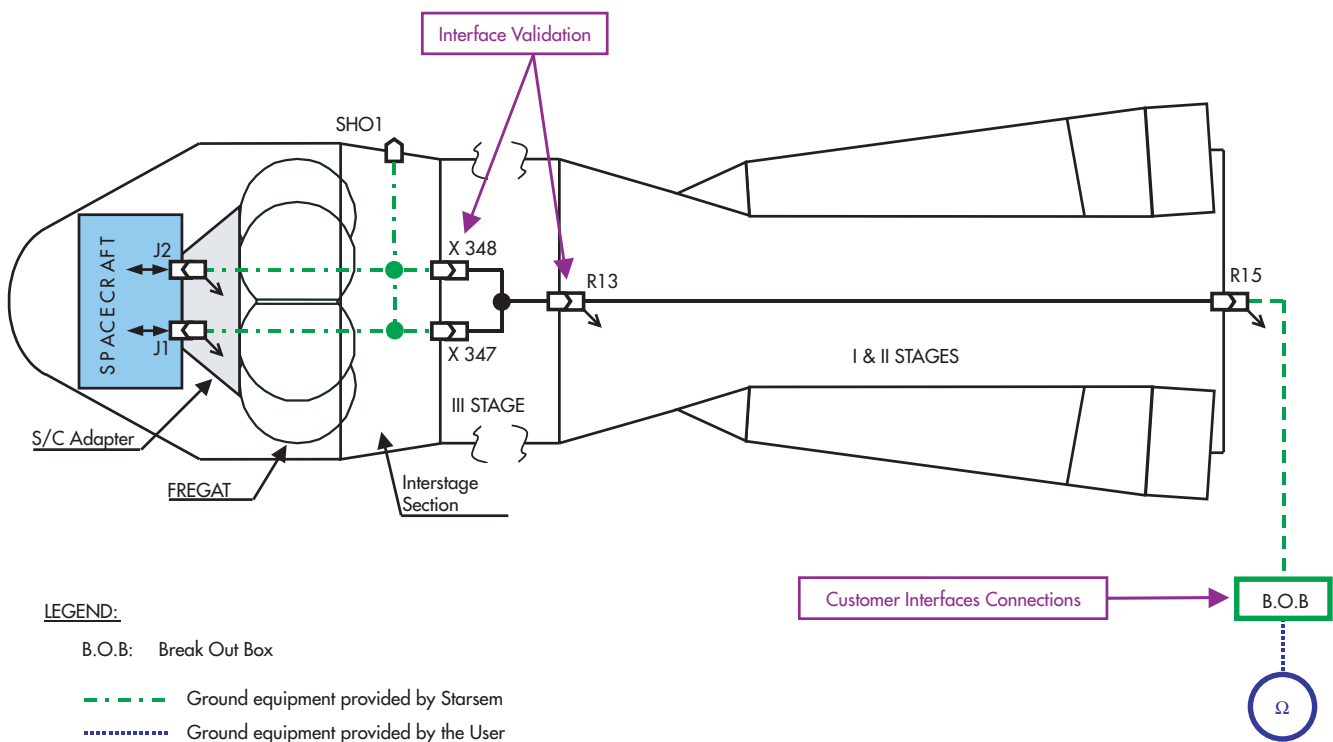 Interface Validation
SHO1
SPACECRAFT
J2
J1
X 348
X 347
R13
R15
I & II STAGES
III STAGE
S/C Adapter
FREGAT
Interstage
Section
Customer Interfaces Connections
B.O.B
Ω
LEGEND:
B.O.B: Break Out Box
Ground equipment provided by Starsem
Ground equipment provided by the User